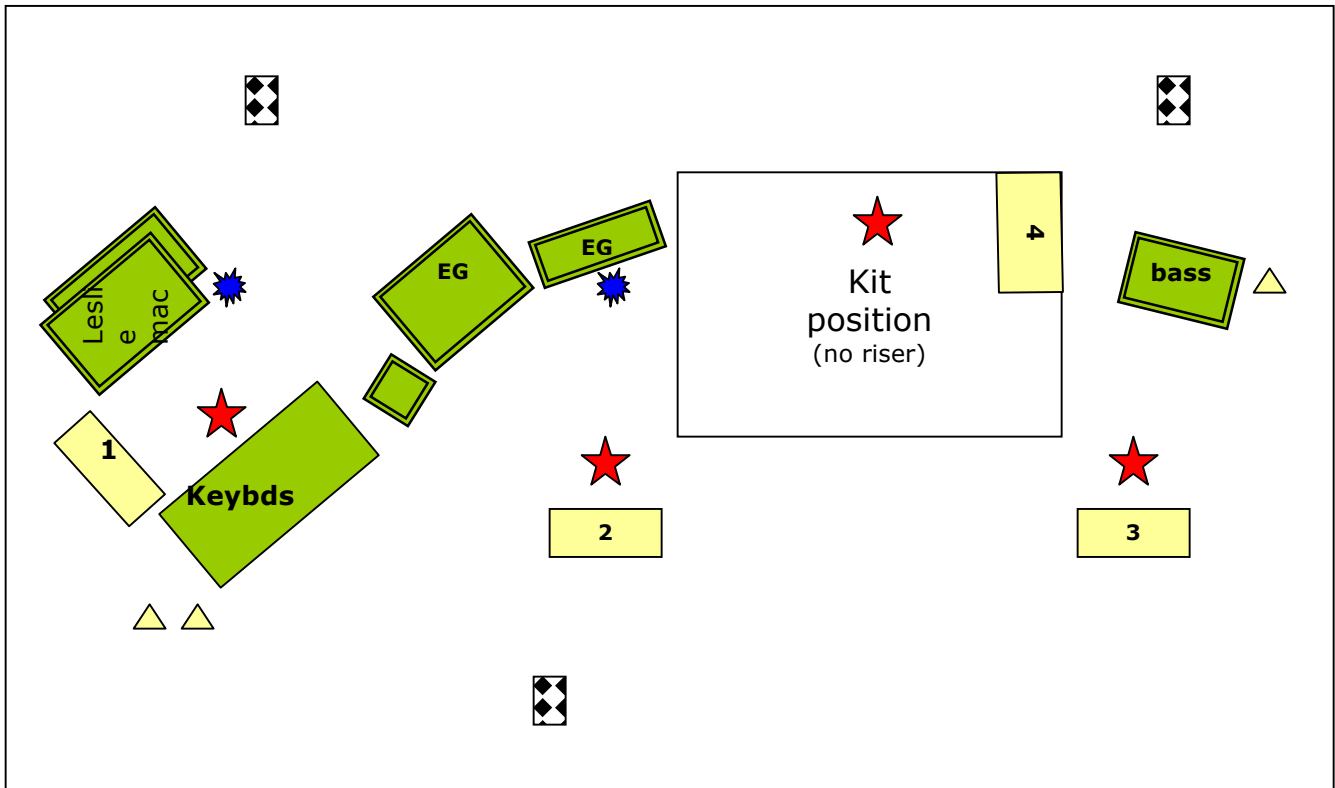 EG
EG
4
bass
Kit
position
(no riser)
Lesli
e
mac
1
Keybds
2
3